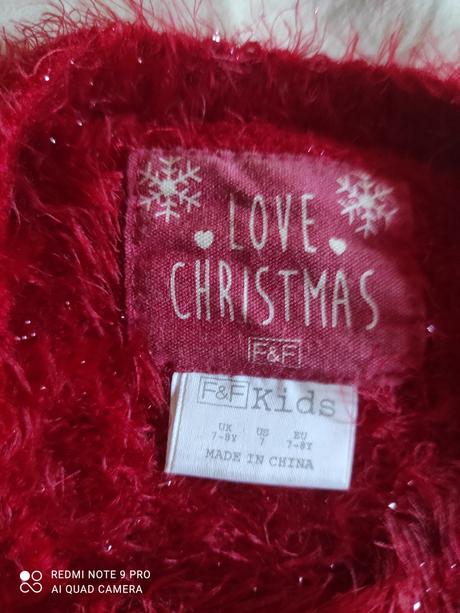 LOVE
CHRISTMAS
F&F
F&F Kids
UK US EU
7-8Y 7 7-8Y
MADE IN CHINA
REDMI NOTE 9 PRO
AI QUAD CAMERA